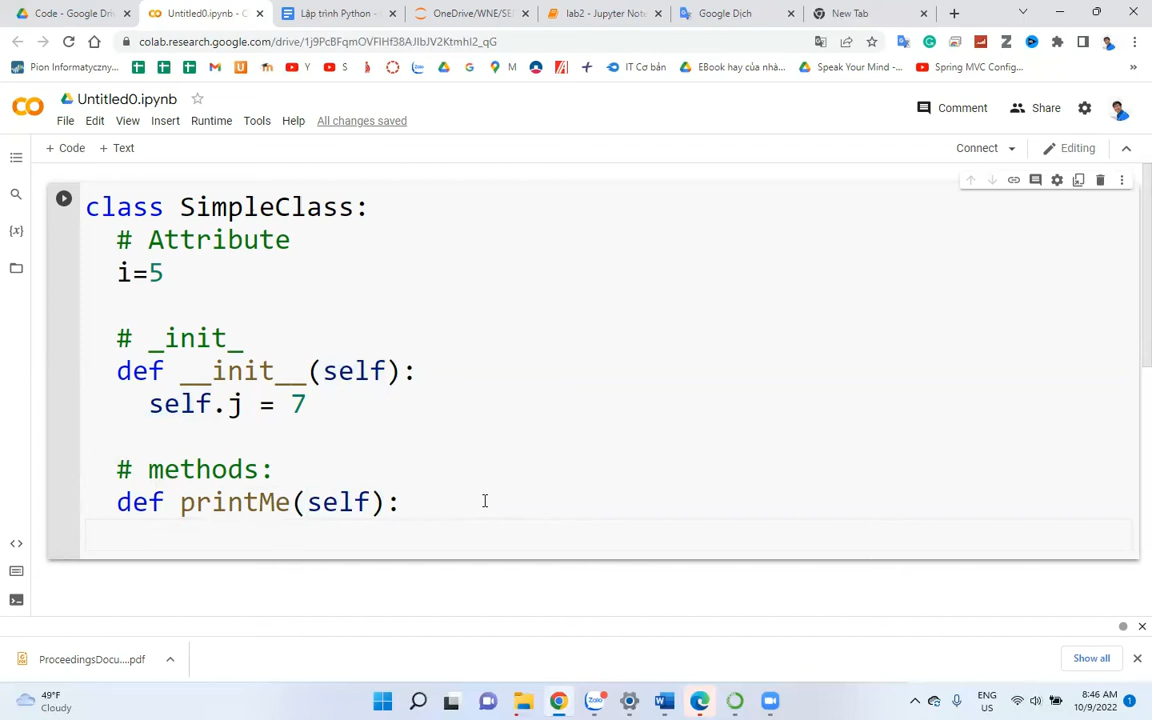 Code - Google Dri
Untitled0.ipynb - C
Lập trình Python -
OneDrive/WNE/SE
lab2 - Jupyter Note
Google Dịch
New Tab
colab.research.google.com/drive/1j9PcBFqmOVFlHf38AJIbJV2KtmhI2_qG
Pion Informatyczny...
Y
S
M
IT Cơ bản
EBook hay của nhà...
Speak Your Mind -...
Spring MVC Config...
»
CO
Untitled0.ipynb
Comment
Share
File Edit View Insert Runtime Tools Help All changes saved
+ Code + Text
Connect
Editing
class SimpleClass:
# Attribute
i=5
# _init_
def __init__(self):
self.j = 7
# methods:
def printMe(self):
{x}
<>
ProceedingsDocu....pdf
Show all
49°F
Cloudy
Zalo
W
ENG
US
8:46 AM
10/9/2022
1